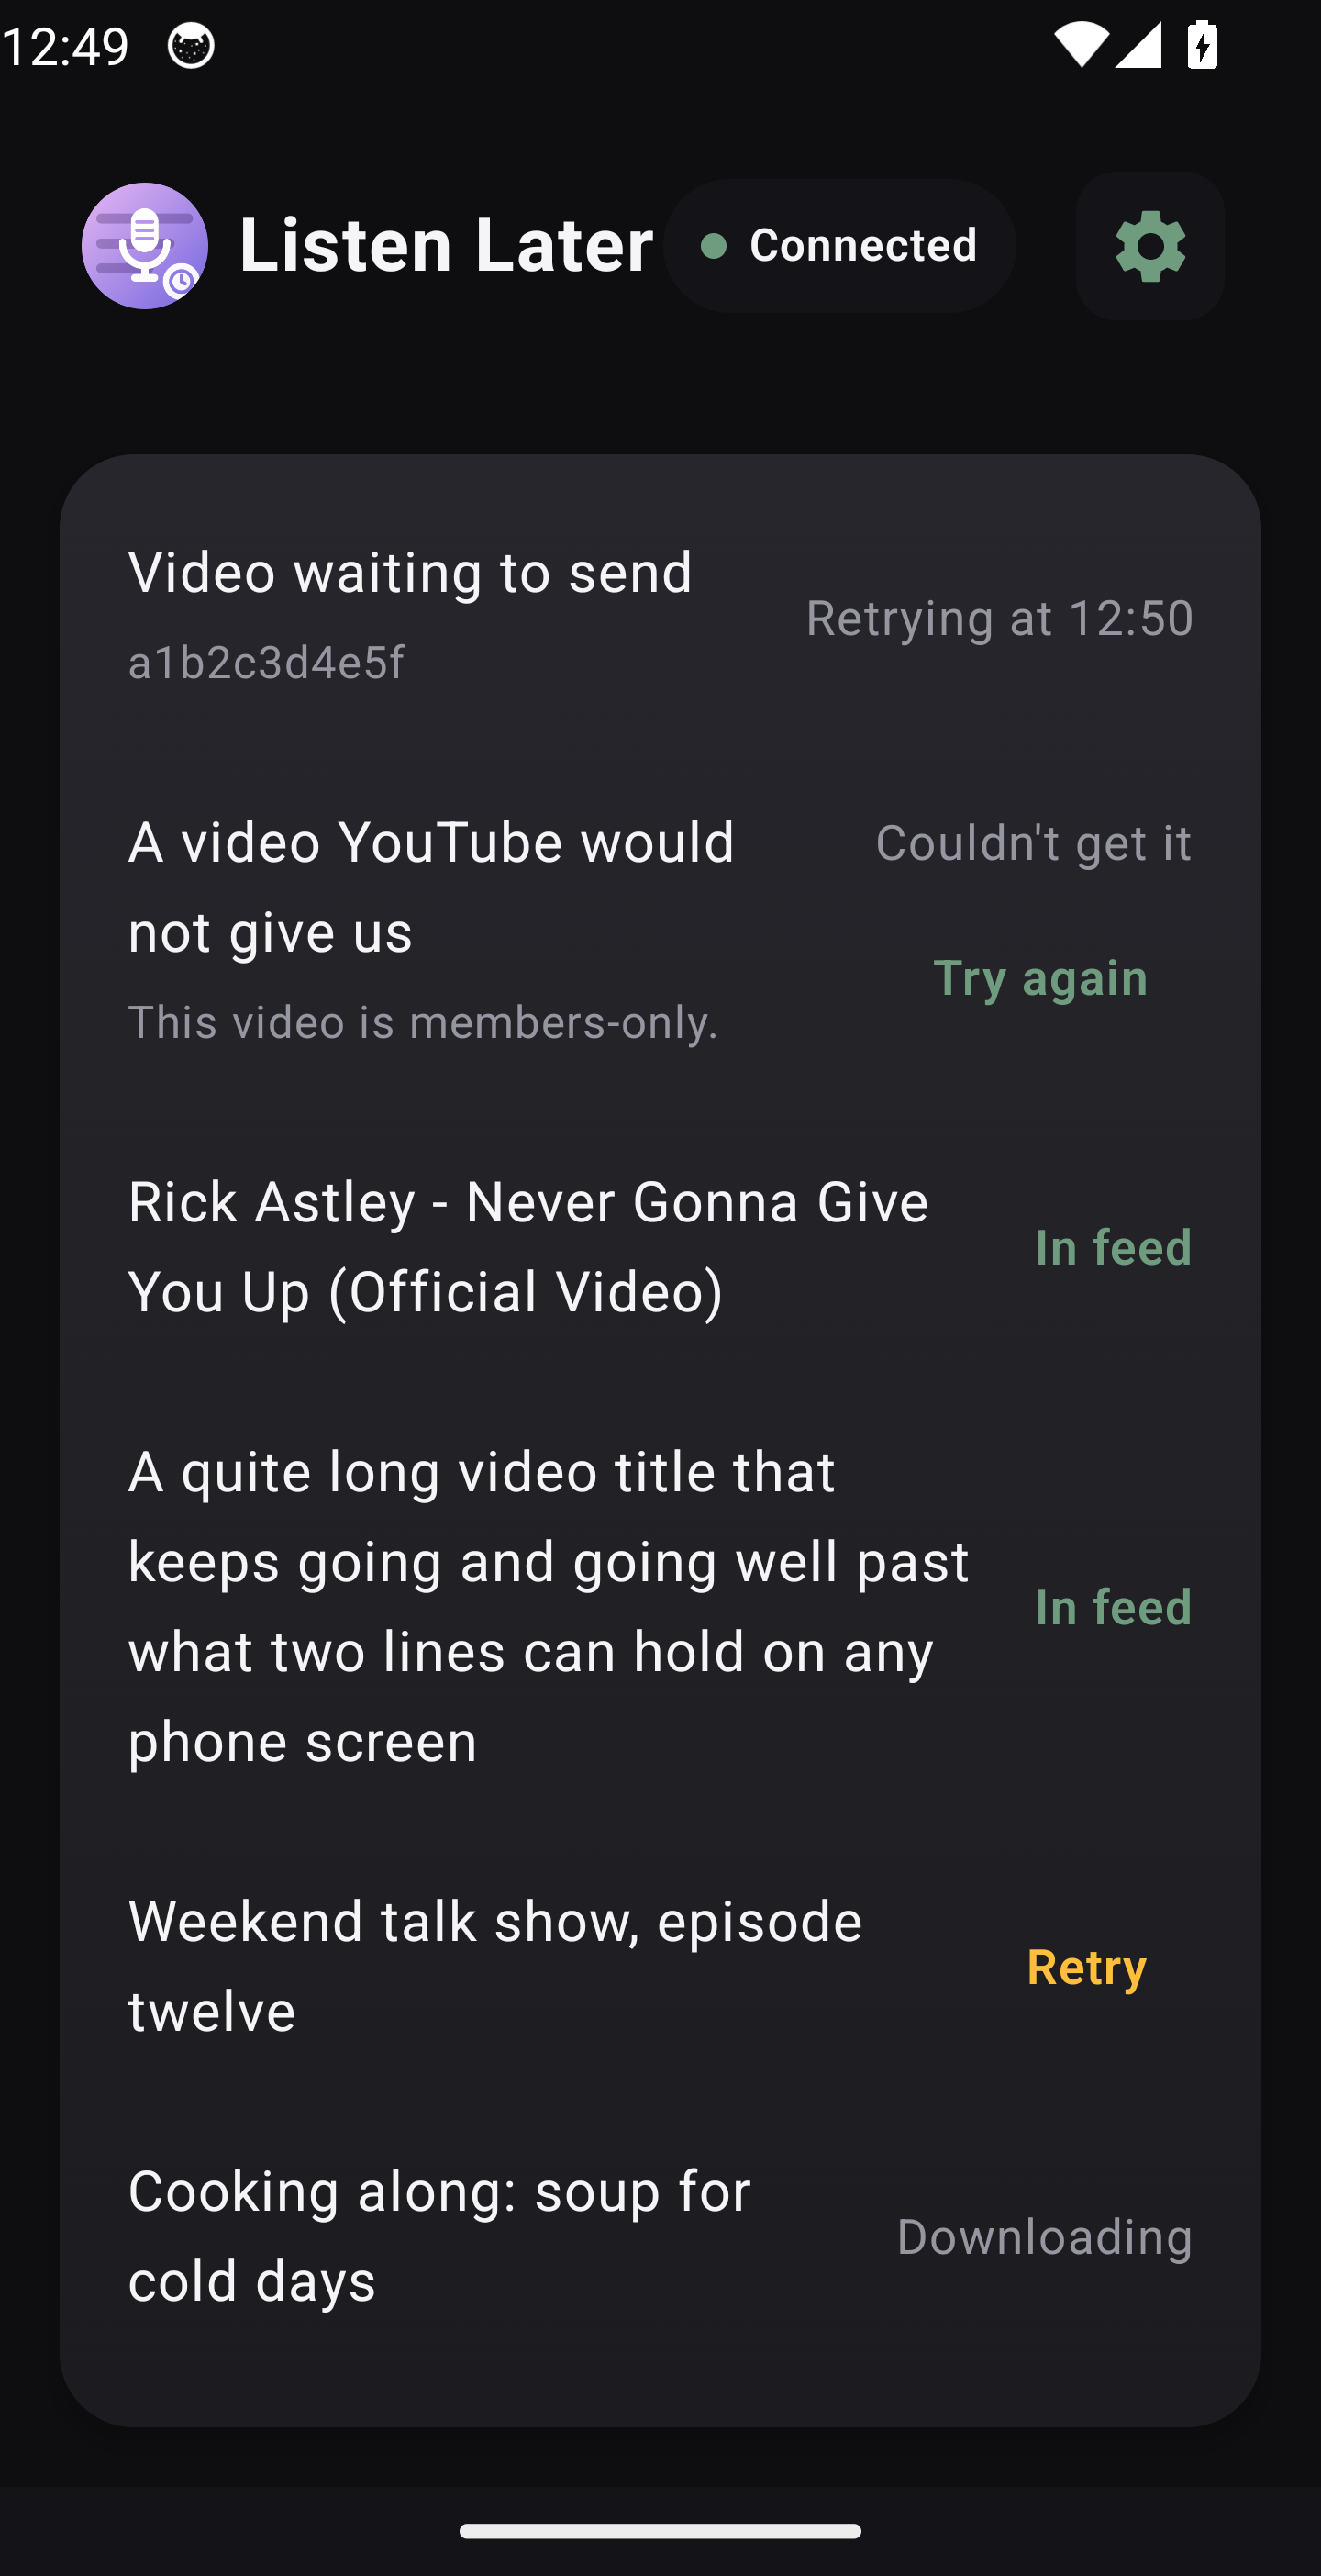 12:49
Listen Later
Connected
Video waiting to send
Retrying at 12:50
a1b2c3d4e5f
A video YouTube would
not give us
Couldn't get it
Try again
This video is members-only.
Rick Astley - Never Gonna Give
You Up (Official Video)
In feed
A quite long video title that
keeps going and going well past
what two lines can hold on any
phone screen
In feed
Weekend talk show, episode
twelve
Retry
Cooking along: soup for
cold days
Downloading